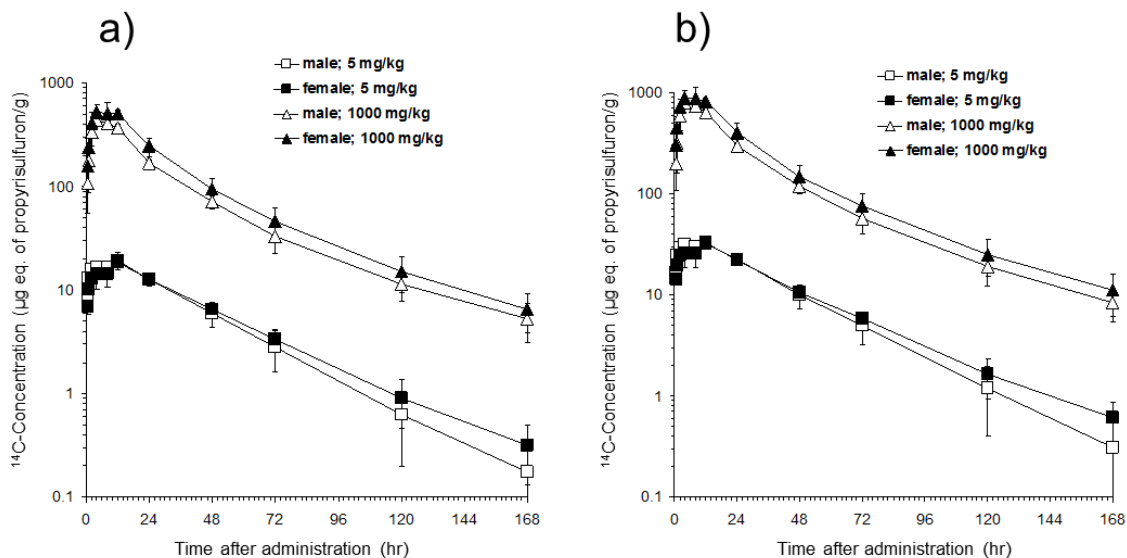 a)
male; 5 mg/kg
female; 5 mg/kg
male; 1000 mg/kg
female; 1000 mg/kg
1000
100
10
1
0.1
¹⁴C-Concentration (µg eq. of propyrisulfuron/g)
0 24 48 72 96 120 144 168
Time after administration (hr)
b)
male; 5 mg/kg
female; 5 mg/kg
male; 1000 mg/kg
female; 1000 mg/kg
1000
100
10
1
0.1
¹⁴C-Concentration (µg eq. of propyrisulfuron/g)
0 24 48 72 96 120 144 168
Time after administration (hr)